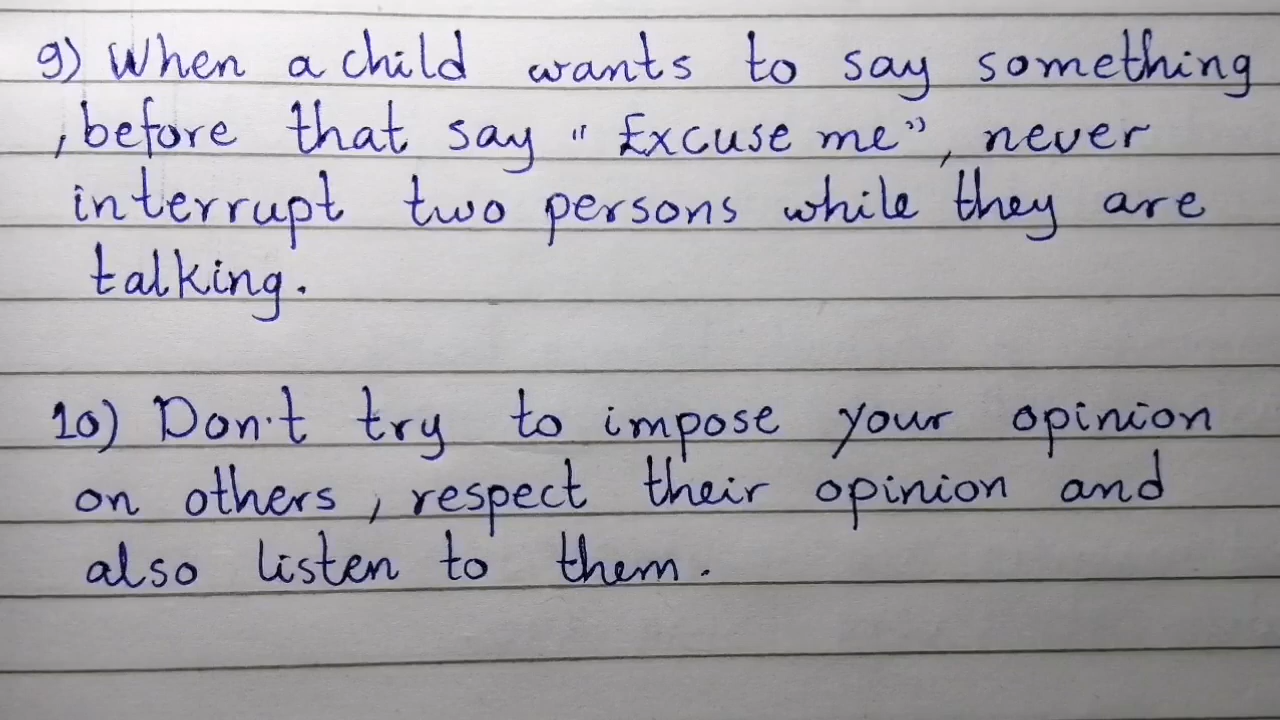 9) When a child wants to say something
, before that say " Excuse me", never
interrupt two persons while they are
talking.
10) Don't try to impose your opinion
on others, respect their opinion and
also listen to them.